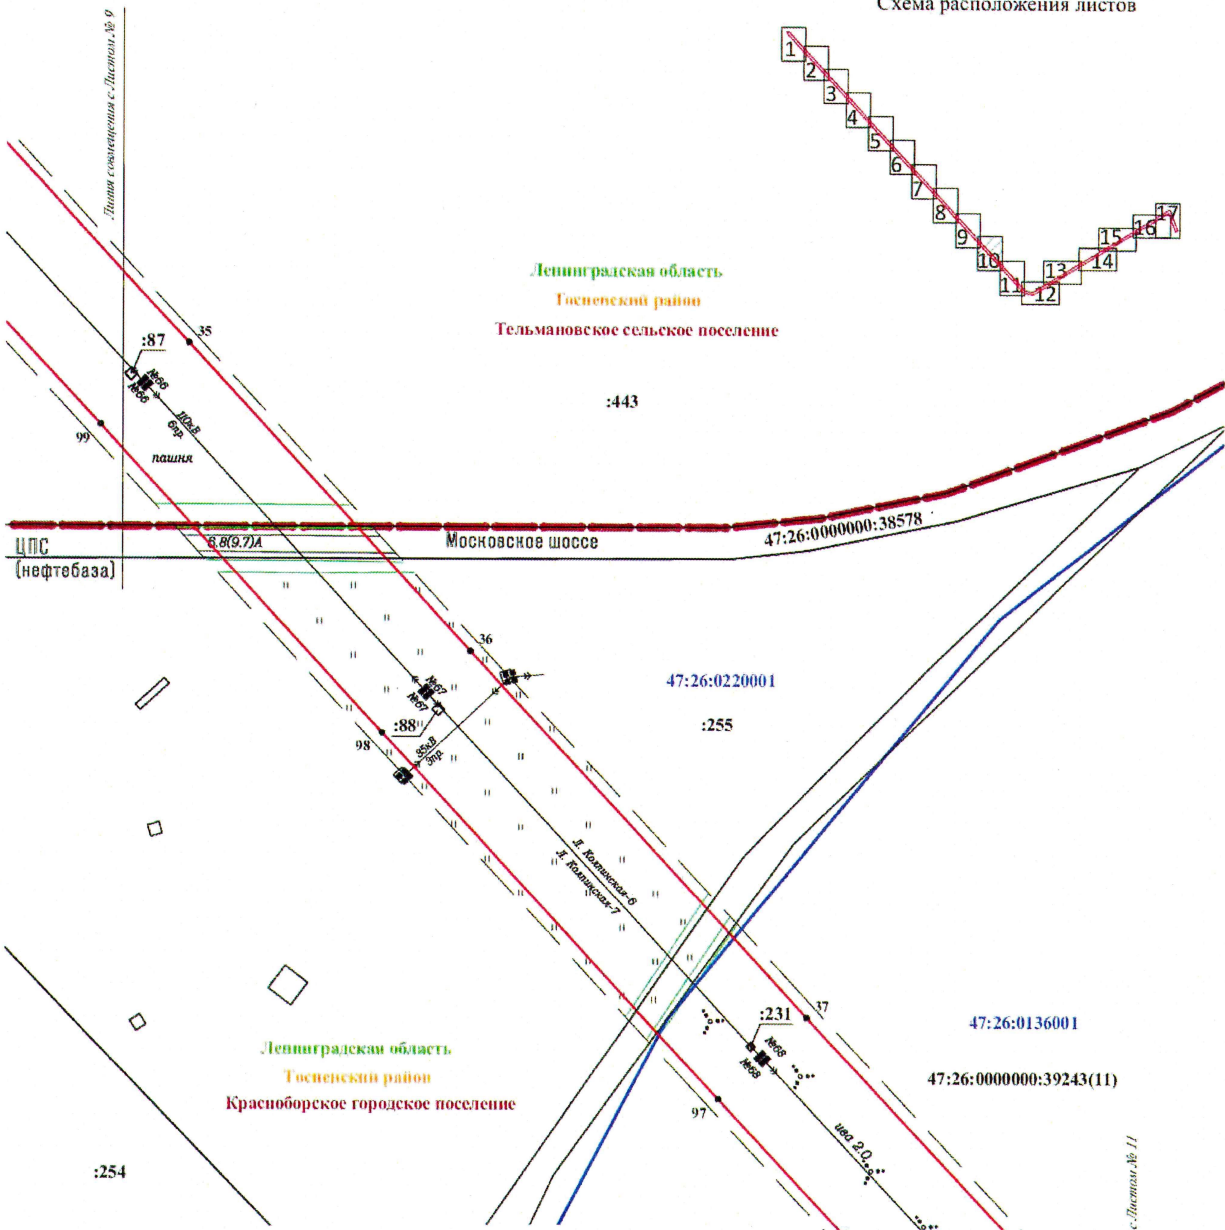 Схема расположения листов
1
2
3
4
5
6
7
8
9
10
11
12
13
14
15
16
17
Линия совмещения с Листом № 9
Ленинградская область
Тосненский район
Тельмановское сельское поселение
:443
35
:87
№66
№66
110кВ
6пр.
99
пашня
ЦПС
(нефтебаза)
6,8(9,7)А
Московское шоссе
47:26:0000000:38578
36
47:26:0220001
:255
№67
№67
:88
98
35кВ
3пр.
Л. Колпинская-6
Л. Колпинская-7
37
:231
№68
№68
47:26:0136001
47:26:0000000:39243(11)
Ленинградская область
Тосненский район
Красноборское городское поселение
97
ива 2.0
:254
с Листом № 11